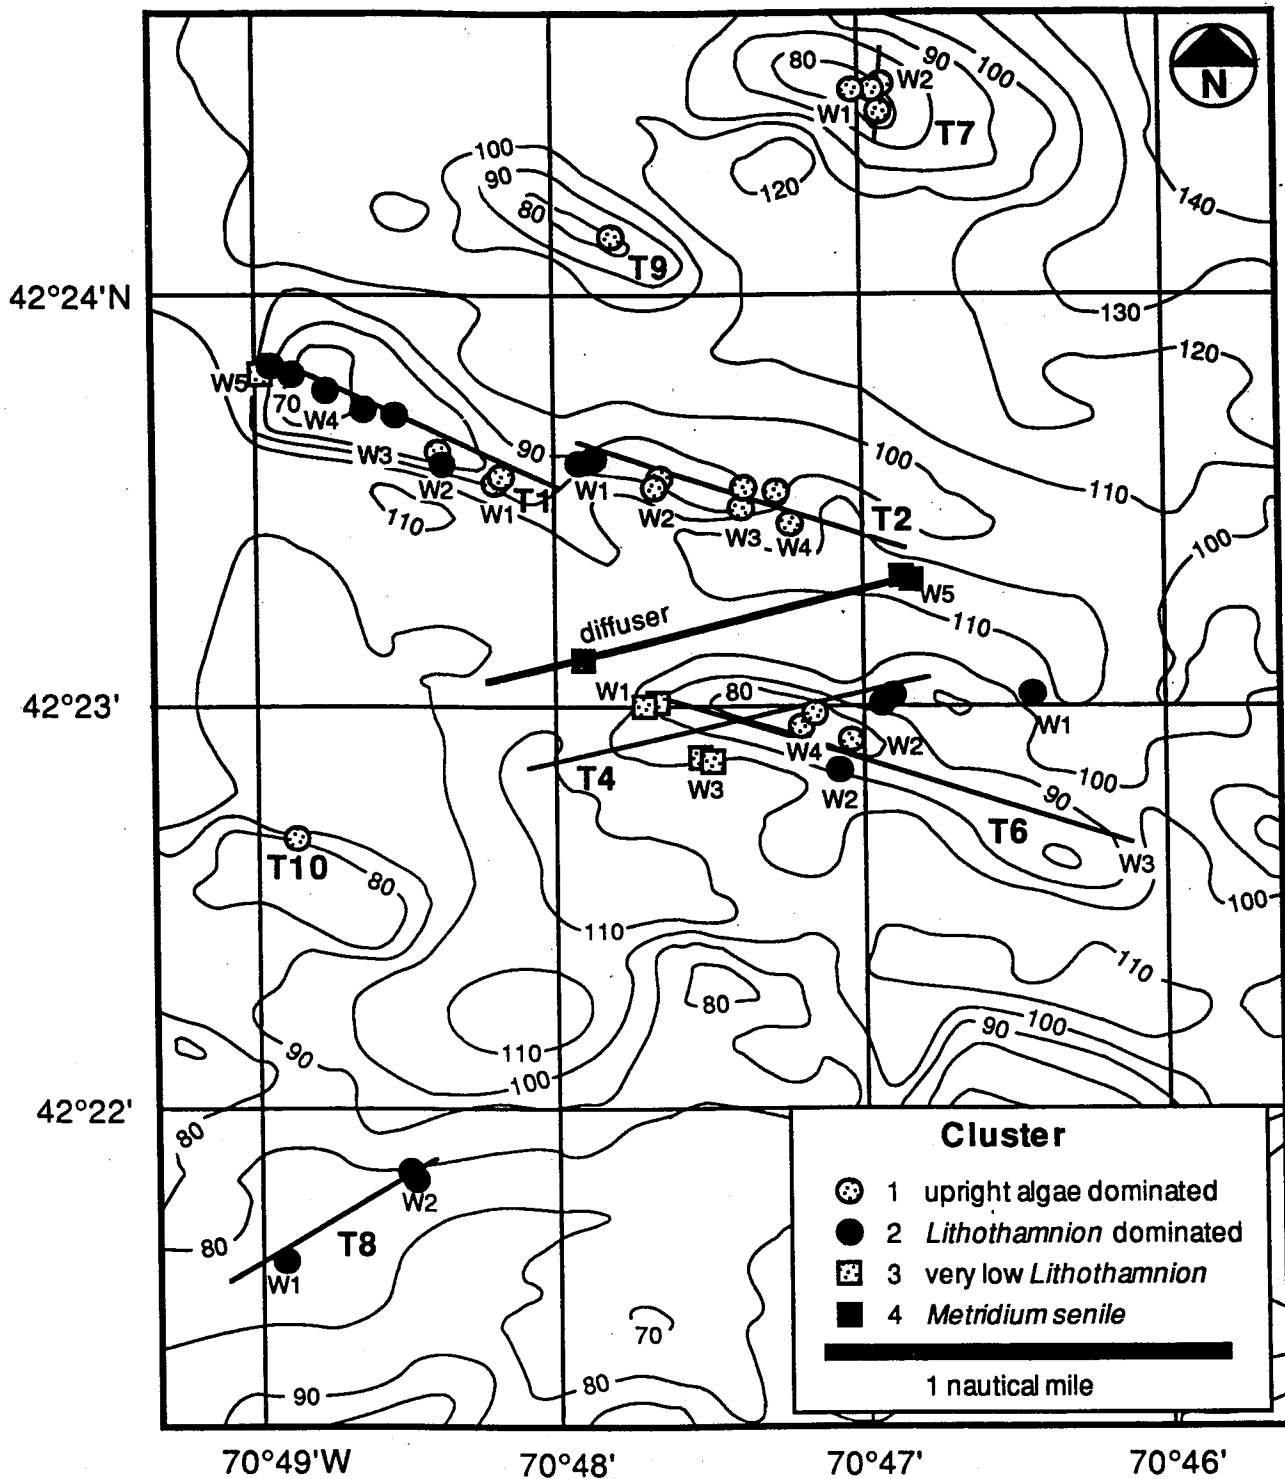 80
90
100
W2
W1
T7
N
100
90
80
120
140
T9
42°24'N
130
120
W5
70
W4
W3
W2
W1
T1
110
90
W1
W2
W3
W4
T2
100
110
100
diffuser
W5
110
42°23'
W1
80
W1
W4
W2
T4
W3
W2
100
90
T6
W3
T10
80
100
110
110
80
90
110
100
100
90
42°22'
80
W2
80
T8
W1
70
90
80
Cluster
1 upright algae dominated
2 Lithothamnion dominated
3 very low Lithothamnion
4 Metridium senile
1 nautical mile
70°49'W
70°48'
70°47'
70°46'